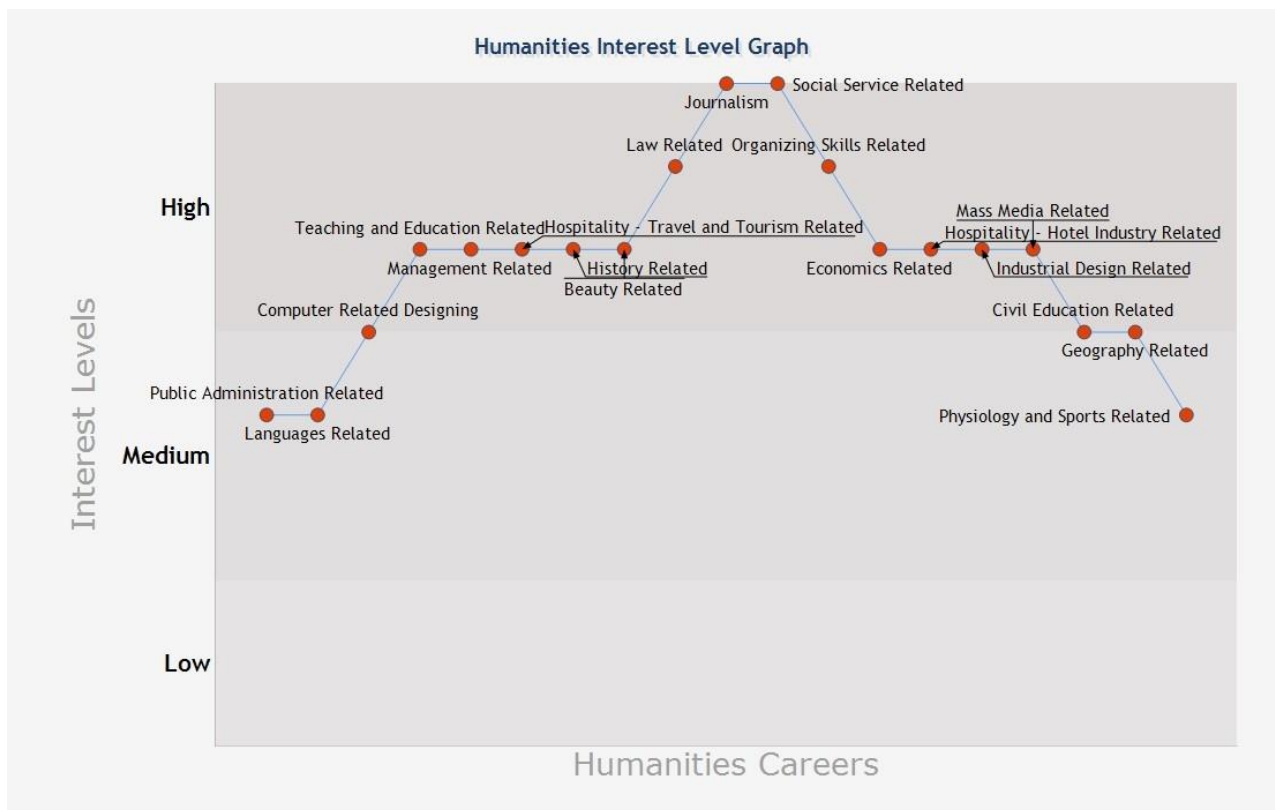 Humanities Interest Level Graph
Social Service Related
Journalism
Law Related
Organizing Skills Related
High
Mass Media Related
Teaching and Education Related
Hospitality - Travel and Tourism Related
Hospitality - Hotel Industry Related
Management Related
History Related
Economics Related
Industrial Design Related
Beauty Related
Computer Related Designing
Civil Education Related
Geography Related
Public Administration Related
Languages Related
Physiology and Sports Related
Medium
Interest Levels
Low
Humanities Careers